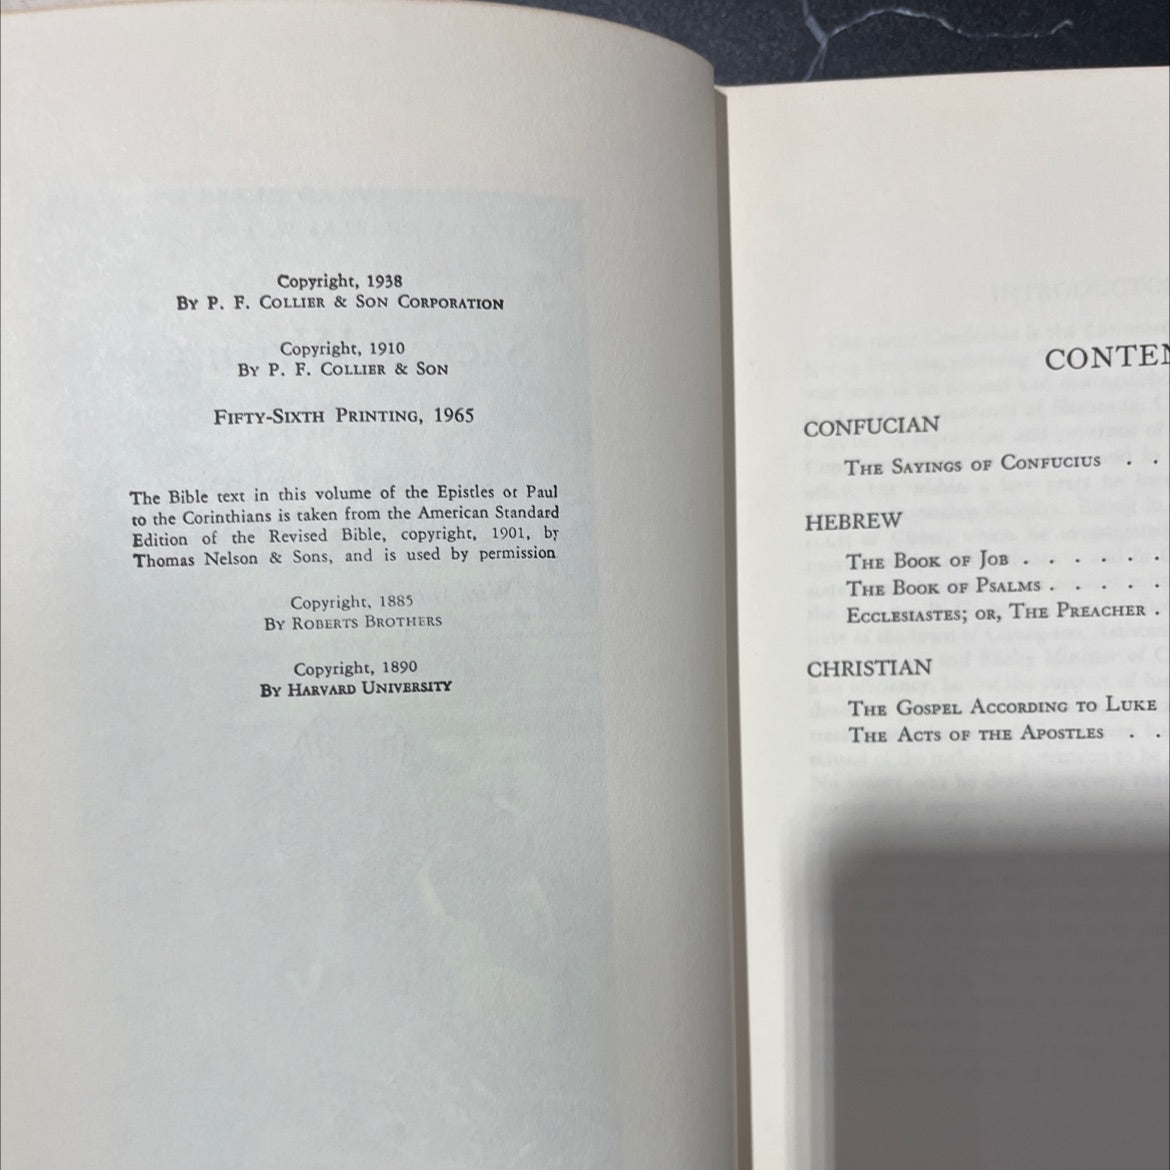 Copyright, 1938
By P. F. Collier & Son Corporation
Copyright, 1910
By P. F. Collier & Son
Fifty-Sixth Printing, 1965
The Bible text in this volume of the Epistles of Paul
to the Corinthians is taken from the American Standard
Edition of the Revised Bible, copyright, 1901, by
Thomas Nelson & Sons, and is used by permission
Copyright, 1885
By Roberts Brothers
Copyright, 1890
By Harvard University
CONTEN
CONFUCIAN
The Sayings of Confucius . .
HEBREW
The Book of Job . . . . . .
The Book of Psalms . . . . .
Ecclesiastes; or, The Preacher .
CHRISTIAN
The Gospel According to Luke
The Acts of the Apostles . .